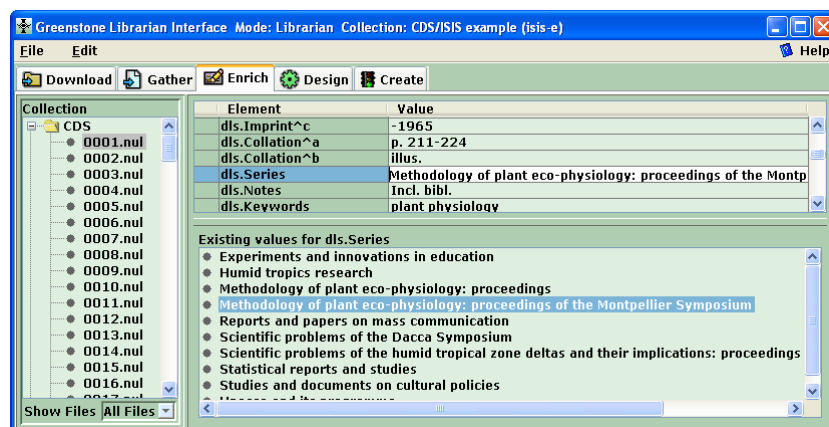 Greenstone Librarian Interface Mode: Librarian Collection: CDS/ISIS example (isis-e)
File Edit Help
Download Gather Enrich Design Create
Collection
CDS
0001.nul
0002.nul
0003.nul
0004.nul
0005.nul
0006.nul
0007.nul
0008.nul
0009.nul
0010.nul
0011.nul
0012.nul
0013.nul
0014.nul
0015.nul
0016.nul
0017.nul
Show Files All Files
Element Value
dls.Imprint^c -1965
dls.Collation^a p. 211-224
dls.Collation^b illus.
dls.Series Methodology of plant eco-physiology: proceedings of the Montp
dls.Notes Incl. bibl.
dls.Keywords plant physiology
Existing values for dls.Series
Experiments and innovations in education
Humid tropics research
Methodology of plant eco-physiology: proceedings
Methodology of plant eco-physiology: proceedings of the Montpellier Symposium
Reports and papers on mass communication
Scientific problems of the Dacca Symposium
Scientific problems of the humid tropical zone deltas and their implications: proceedings
Statistical reports and studies
Studies and documents on cultural policies